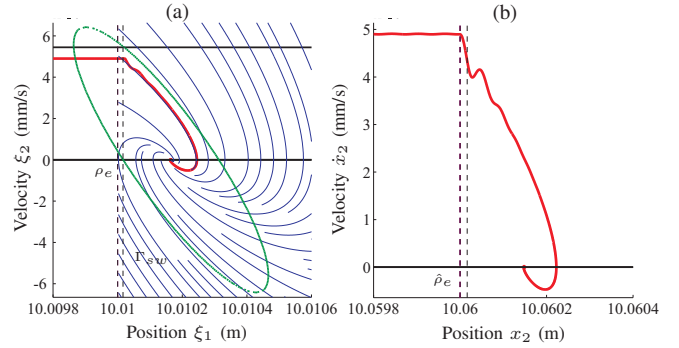 (a)
(b)
Velocity ξ₂ (mm/s)
6
4
2
0
-2
-4
-6
ρₑ
Γₛw
10.0098
10.01
10.0102
10.0104
10.0106
Position ξ₁ (m)
Velocity ẋ₂ (mm/s)
5
4
3
2
1
0
ρ̂ₑ
10.0598
10.06
10.0602
10.0604
Position x₂ (m)